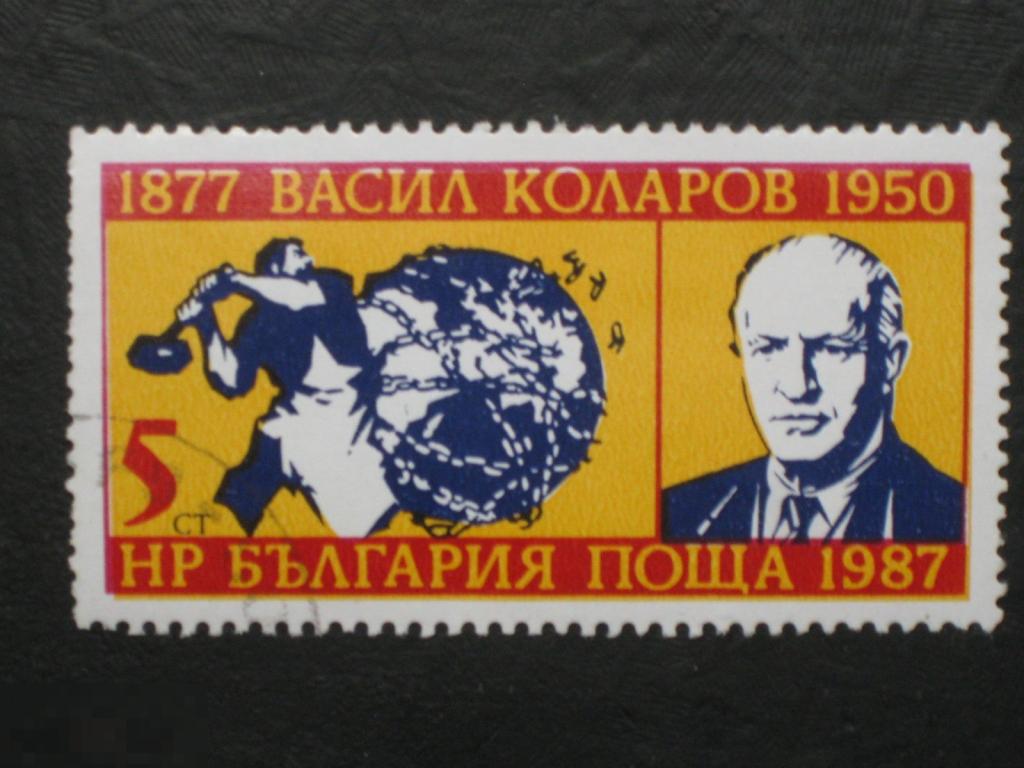 1877 ВАСИЛ КОЛАРОВ 1950
5
СТ
НР БЪЛГАРИЯ ПОЩА 1987